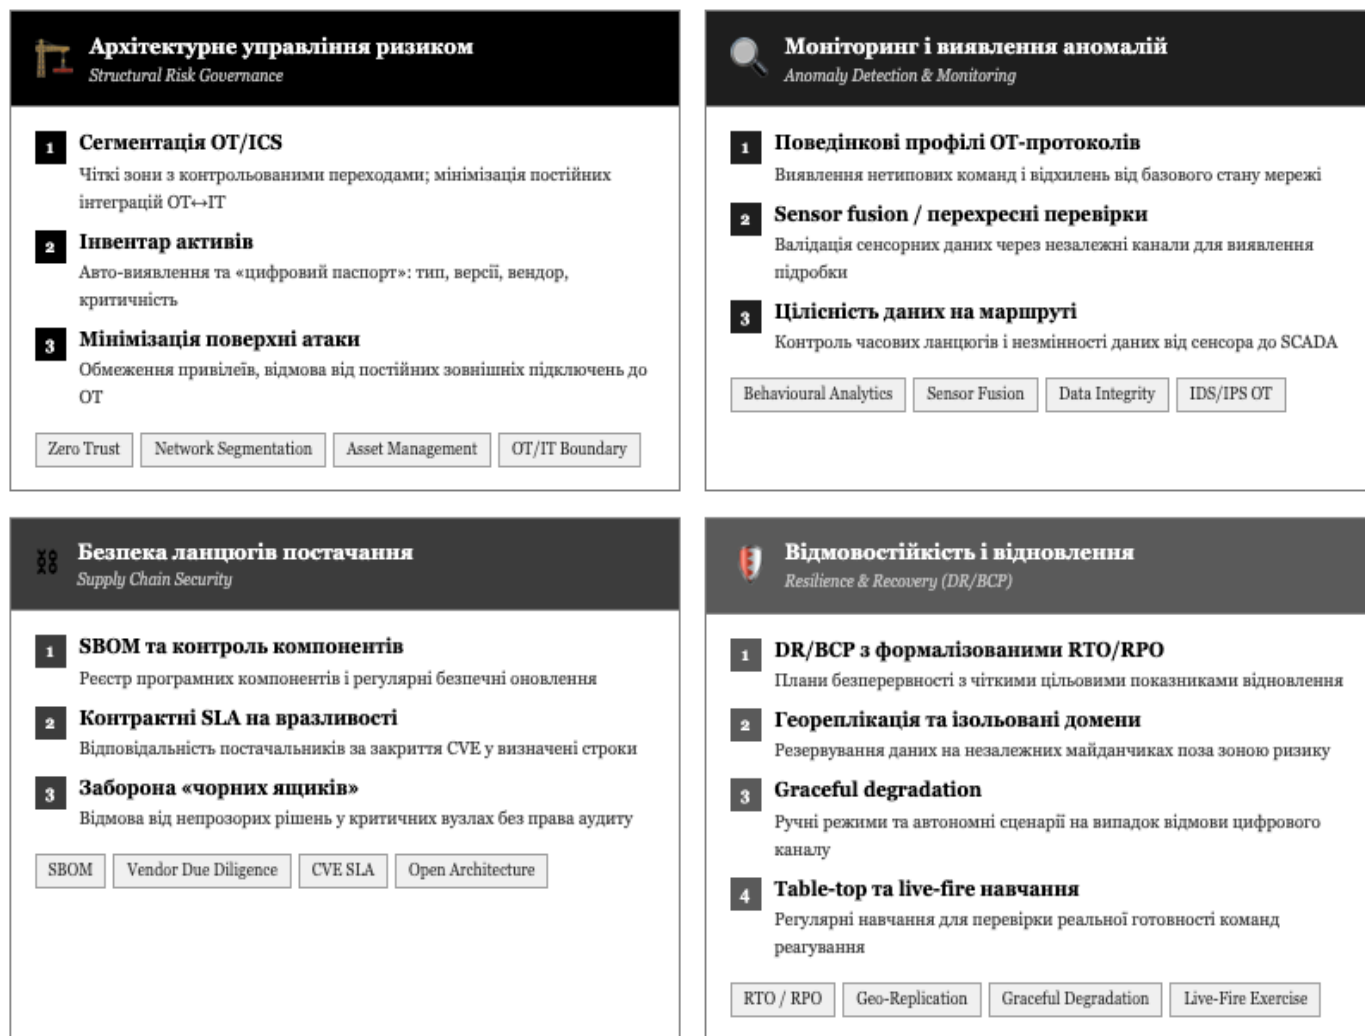 Архітектурне управління ризиком
Structural Risk Governance
1 Сегментація OT/ICS
Чіткі зони з контрольованими переходами; мінімізація постійних
інтеграцій OT↔IT
2 Інвентар активів
Авто-виявлення та «цифровий паспорт»: тип, версії, вендор,
критичність
3 Мінімізація поверхні атаки
Обмеження привілеїв, відмова від постійних зовнішніх підключень до
ОТ
Zero Trust
Network Segmentation
Asset Management
OT/IT Boundary
Моніторинг і виявлення аномалій
Anomaly Detection & Monitoring
1 Поведінкові профілі ОТ-протоколів
Виявлення нетипових команд і відхилень від базового стану мережі
2 Sensor fusion / перехресні перевірки
Валідація сенсорних даних через незалежні канали для виявлення
підробки
3 Цілісність даних на маршруті
Контроль часових ланцюгів і незмінності даних від сенсора до SCADA
Behavioural Analytics
Sensor Fusion
Data Integrity
IDS/IPS OT
Безпека ланцюгів постачання
Supply Chain Security
1 SBOM та контроль компонентів
Реєстр програмних компонентів і регулярні безпечні оновлення
2 Контрактні SLA на вразливості
Відповідальність постачальників за закриття CVE у визначені строки
3 Заборона «чорних ящиків»
Відмова від непрозорих рішень у критичних вузлах без права аудиту
SBOM
Vendor Due Diligence
CVE SLA
Open Architecture
Відмовостійкість і відновлення
Resilience & Recovery (DR/BCP)
1 DR/BCP з формалізованими RTO/RPO
Плани безперервності з чіткими цільовими показниками відновлення
2 Геореплікація та ізольовані домени
Резервування даних на незалежних майданчиках поза зоною ризику
3 Graceful degradation
Ручні режими та автономні сценарії на випадок відмови цифрового
каналу
4 Table-top та live-fire навчання
Регулярні навчання для перевірки реальної готовності команд
реагування
RTO / RPO
Geo-Replication
Graceful Degradation
Live-Fire Exercise